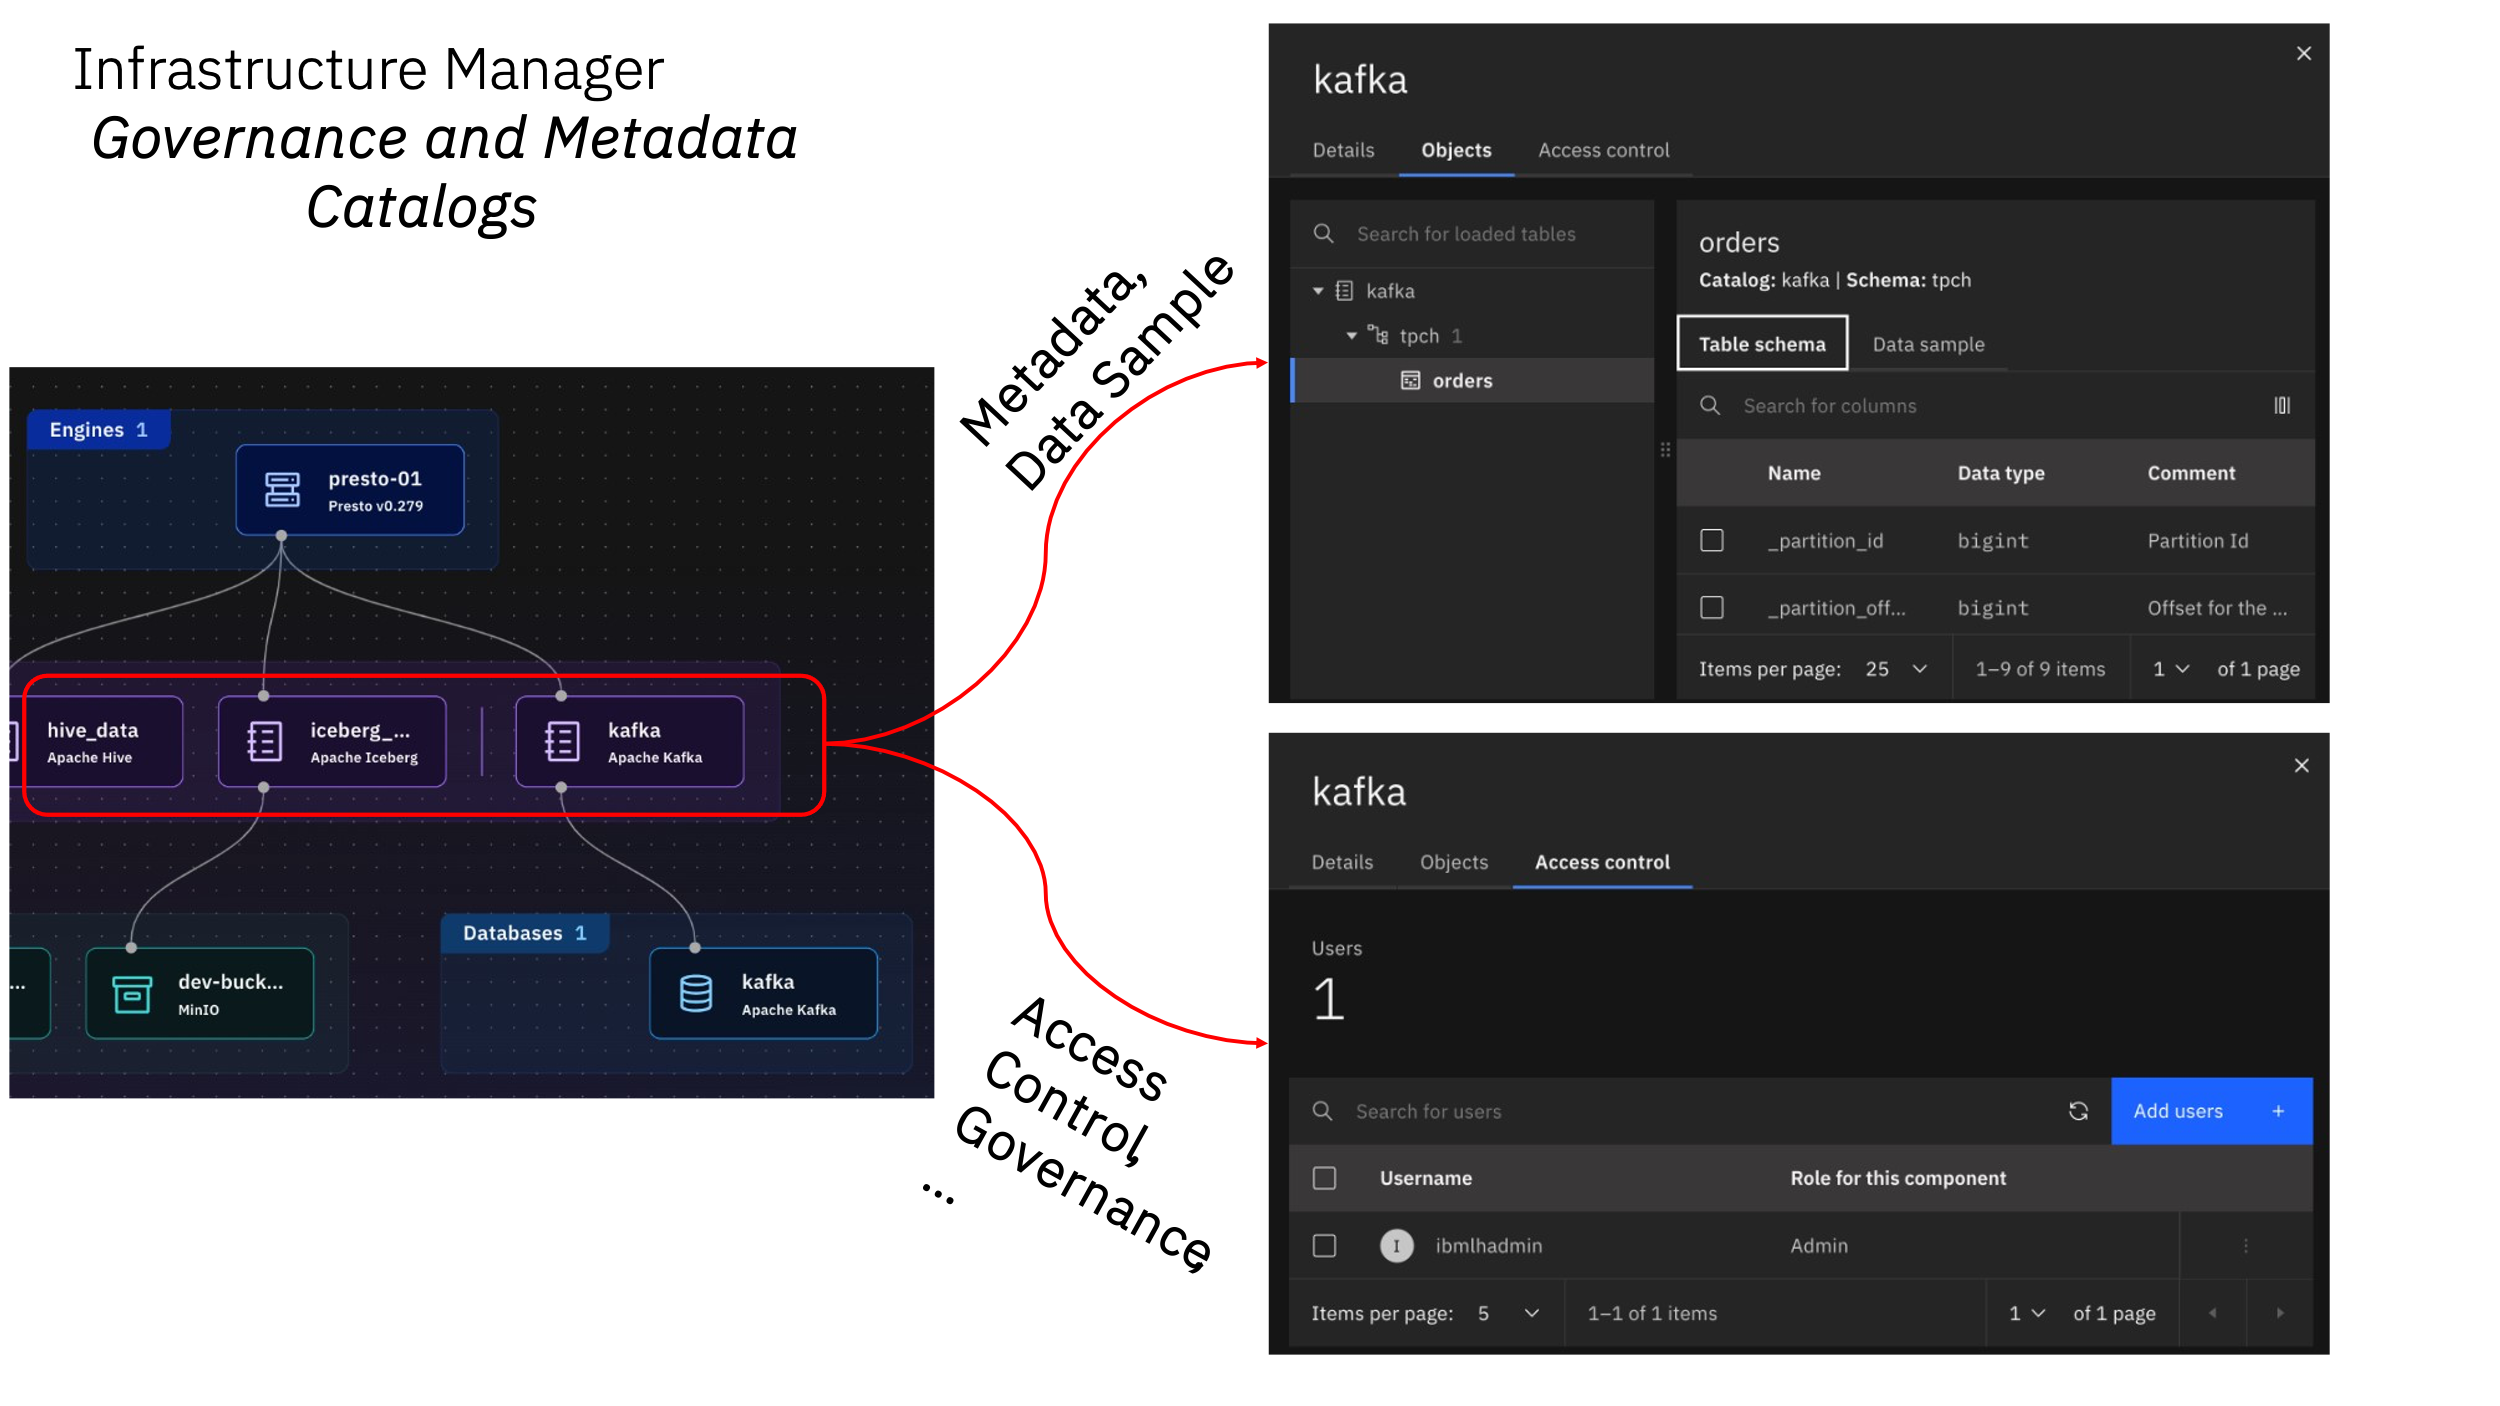 Infrastructure Manager
Governance and Metadata
Catalogs
Engines 1
presto-01
Presto v0.279
hive_data
Apache Hive
iceberg_...
Apache Iceberg
kafka
Apache Kafka
...
dev-buck...
MinIO
Databases 1
kafka
Apache Kafka
Metadata,
Data Sample
Access
Control,
Governance,
...
kafka
Details Objects Access control
Search for loaded tables
kafka
tpch 1
orders
orders
Catalog: kafka | Schema: tpch
Table schema Data sample
Search for columns
Name Data type Comment
_partition_id bigint Partition Id
_partition_off... bigint Offset for the ...
Items per page: 25 1–9 of 9 items 1 of 1 page
kafka
Details Objects Access control
Users
1
Search for users Add users +
Username Role for this component
I ibmlhadmin Admin
Items per page: 5 1–1 of 1 items 1 of 1 page